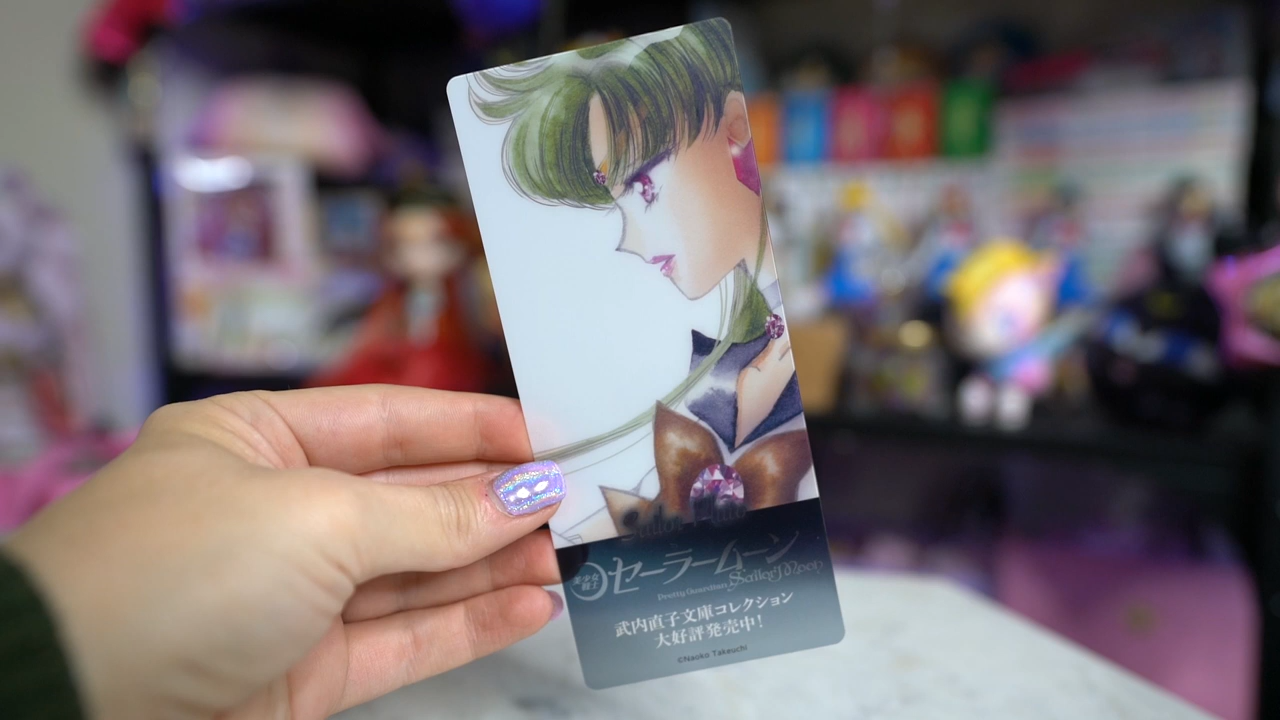 Sailor Pluto
美少女
戦士
セーラームーン
Pretty Guardian Sailor Moon
武内直子文庫コレクション
大好評発売中！
©Naoko Takeuchi